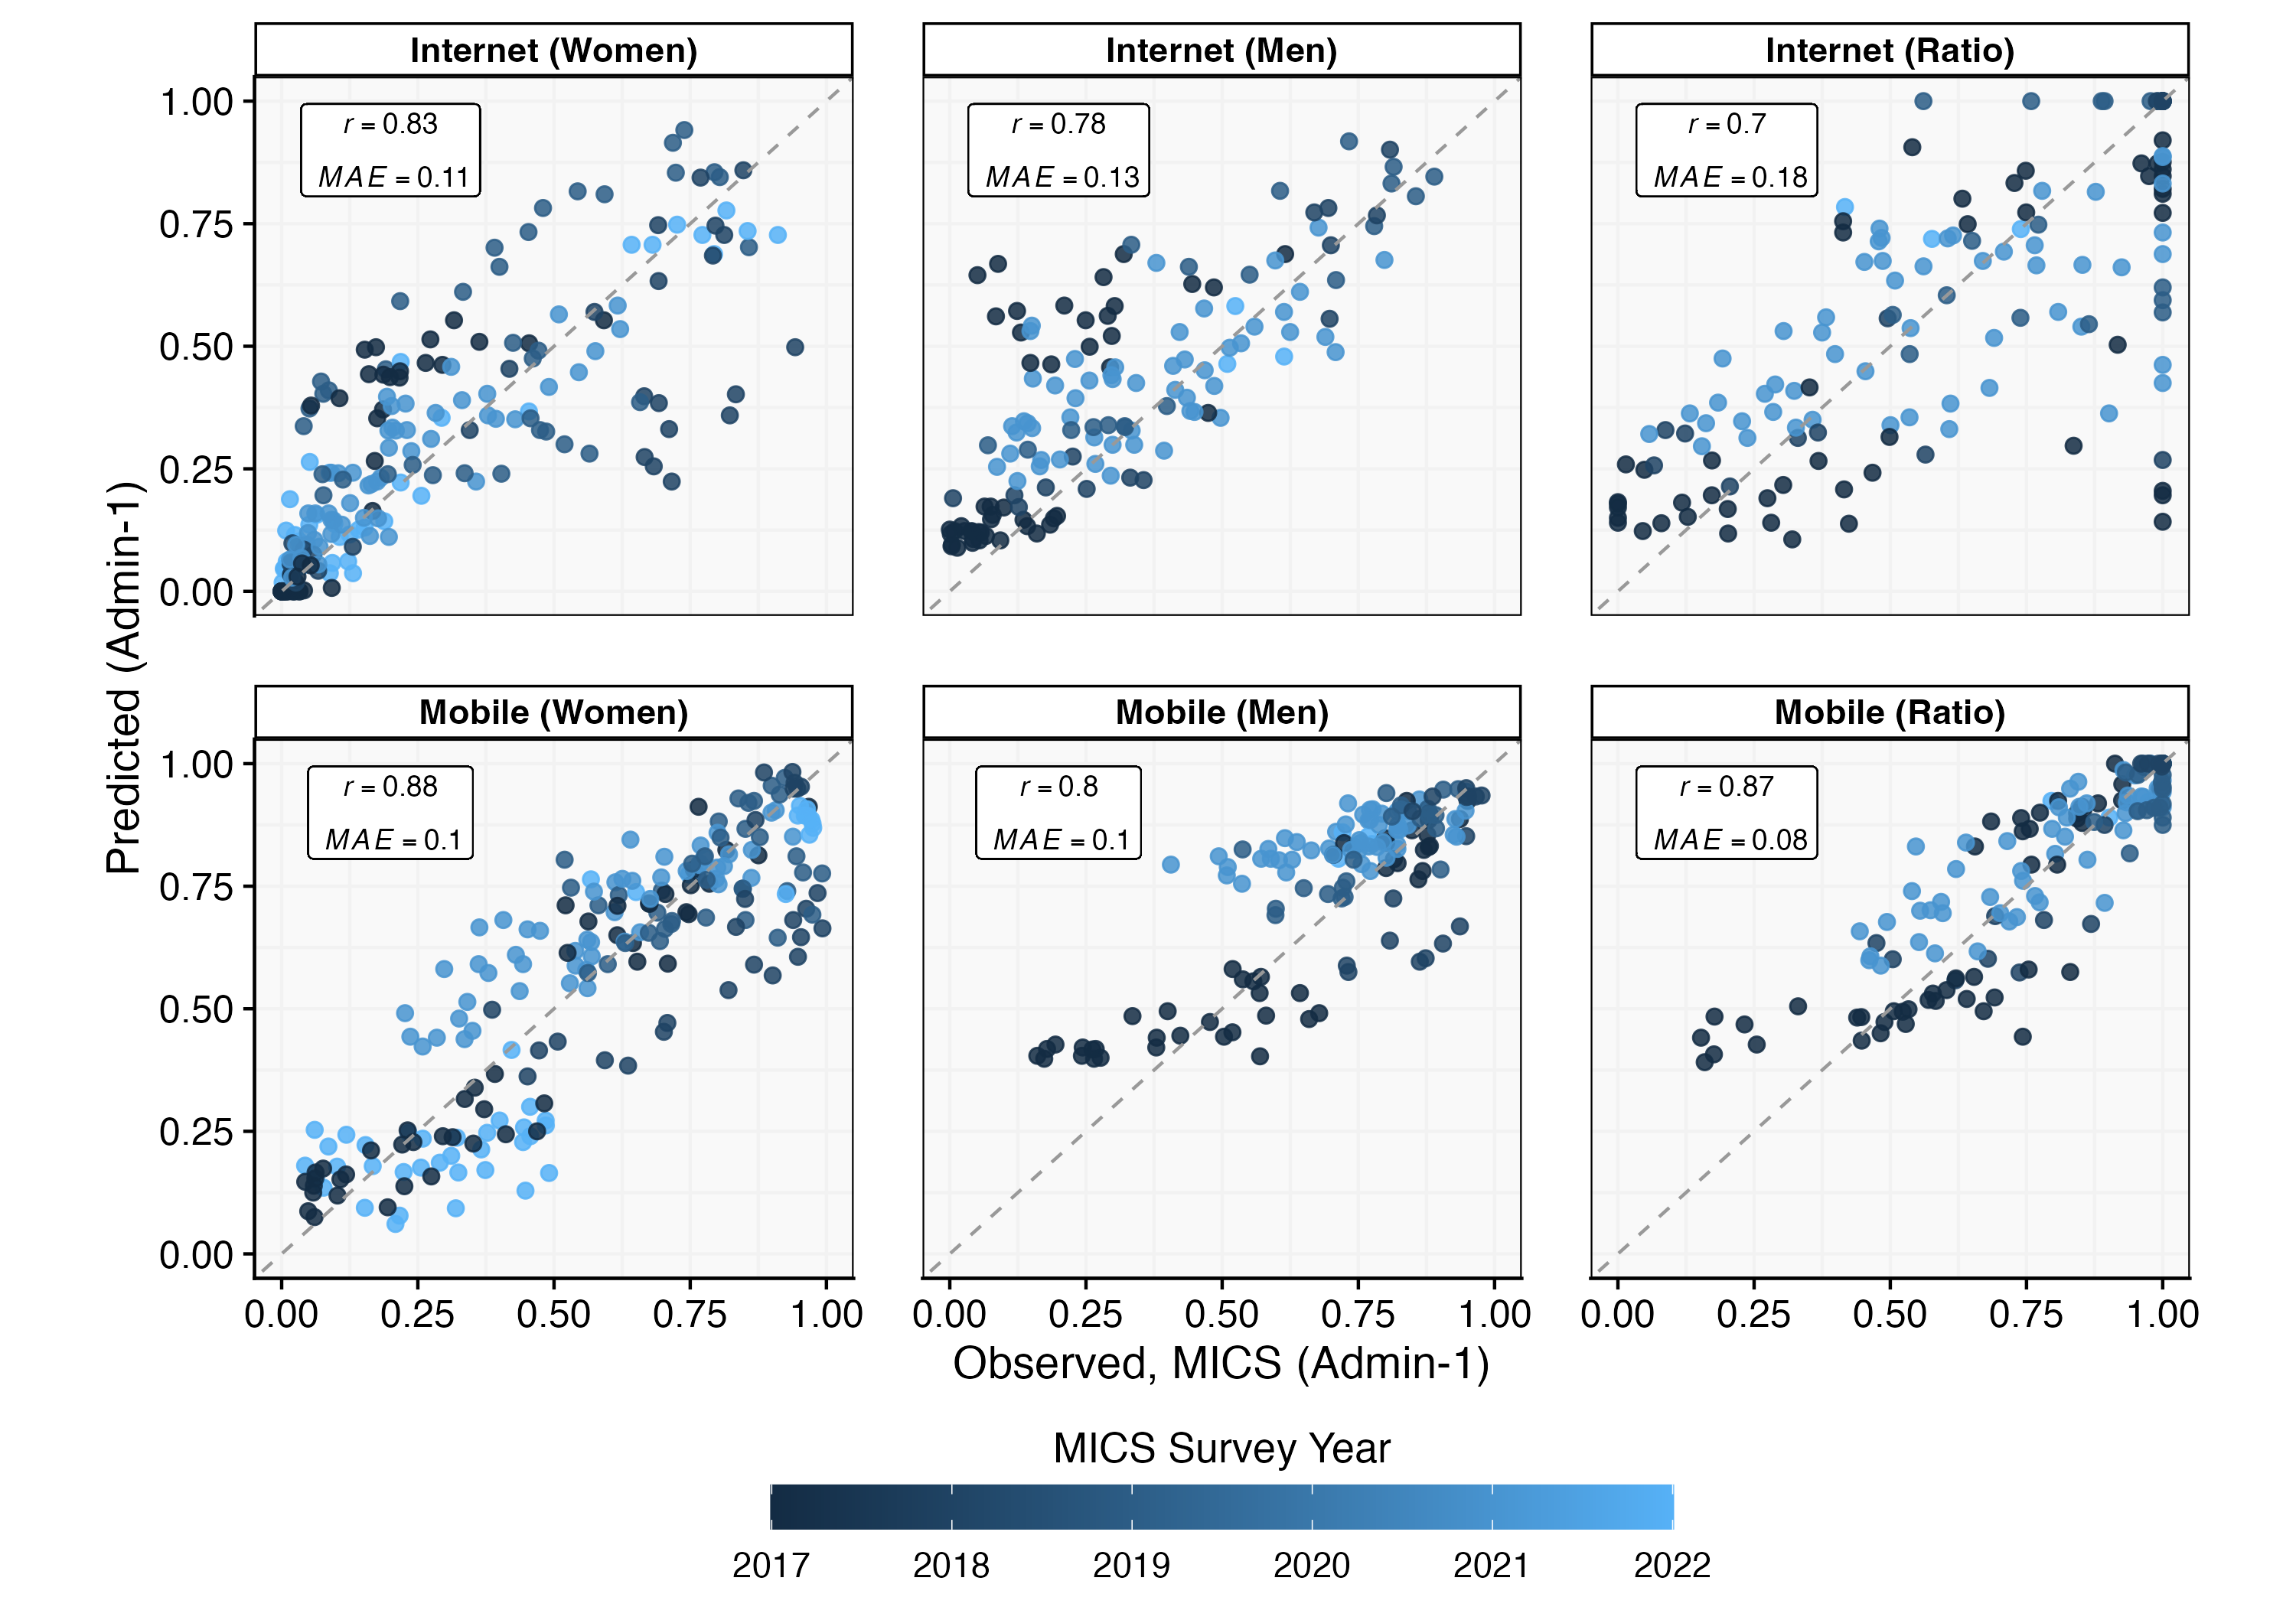 Internet (Women)
Internet (Men)
Internet (Ratio)
r = 0.83
MAE = 0.11
r = 0.78
MAE = 0.13
r = 0.7
MAE = 0.18
1.00
0.75
0.50
0.25
0.00
Predicted (Admin-1)
Mobile (Women)
Mobile (Men)
Mobile (Ratio)
r = 0.88
MAE = 0.1
r = 0.8
MAE = 0.1
r = 0.87
MAE = 0.08
1.00
0.75
0.50
0.25
0.00
0.00 0.25 0.50 0.75 1.00
0.00 0.25 0.50 0.75 1.00
0.00 0.25 0.50 0.75 1.00
Observed, MICS (Admin-1)
MICS Survey Year
2017 2018 2019 2020 2021 2022